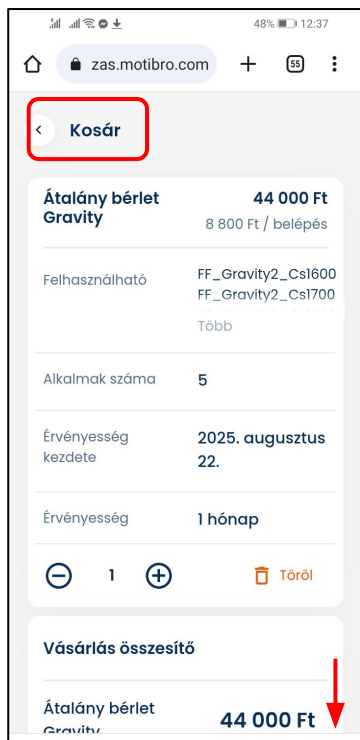 48% 12:37
zas.motibro.com 55
Kosár
Átalány bérlet 44 000 Ft
Gravity 8 800 Ft / belépés
Felhasználható FF_Gravity2_Cs1600
FF_Gravity2_Cs1700
Több
Alkalmak száma 5
Érvényesség 2025. augusztus
kezdete 22.
Érvényesség 1 hónap
1 Töröl
Vásárlás összesítő
Átalány bérlet 44 000 Ft
Gravity